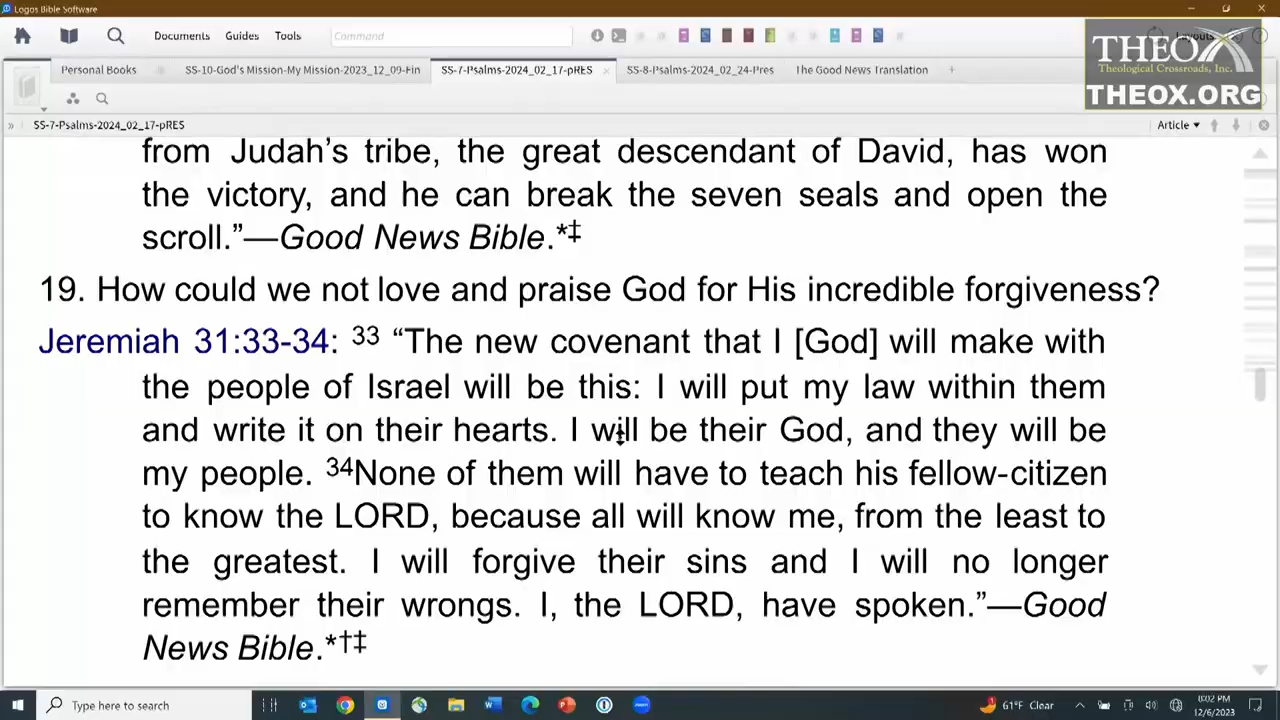 Logos Bible Software
Documents Guides Tools Command Layouts
THEOX
Theological Crossroads, Inc.
THEOX.ORG
Personal Books SS-10-God's Mission-My Mission-2023_12_09-Fin SS-7-Psalms-2024_02_17-pRES SS-8-Psalms-2024_02_24-Pres The Good News Translation
SS-7-Psalms-2024_02_17-pRES Article
from Judah’s tribe, the great descendant of David, has won
the victory, and he can break the seven seals and open the
scroll.”—Good News Bible.*‡
19. How could we not love and praise God for His incredible forgiveness?
Jeremiah 31:33-34: 33 “The new covenant that I [God] will make with
the people of Israel will be this: I will put my law within them
and write it on their hearts. I will be their God, and they will be
my people. 34None of them will have to teach his fellow-citizen
to know the LORD, because all will know me, from the least to
the greatest. I will forgive their sins and I will no longer
remember their wrongs. I, the LORD, have spoken.”—Good
News Bible.*†‡
Type here to search 61°F Clear 8:02 PM
12/6/2023